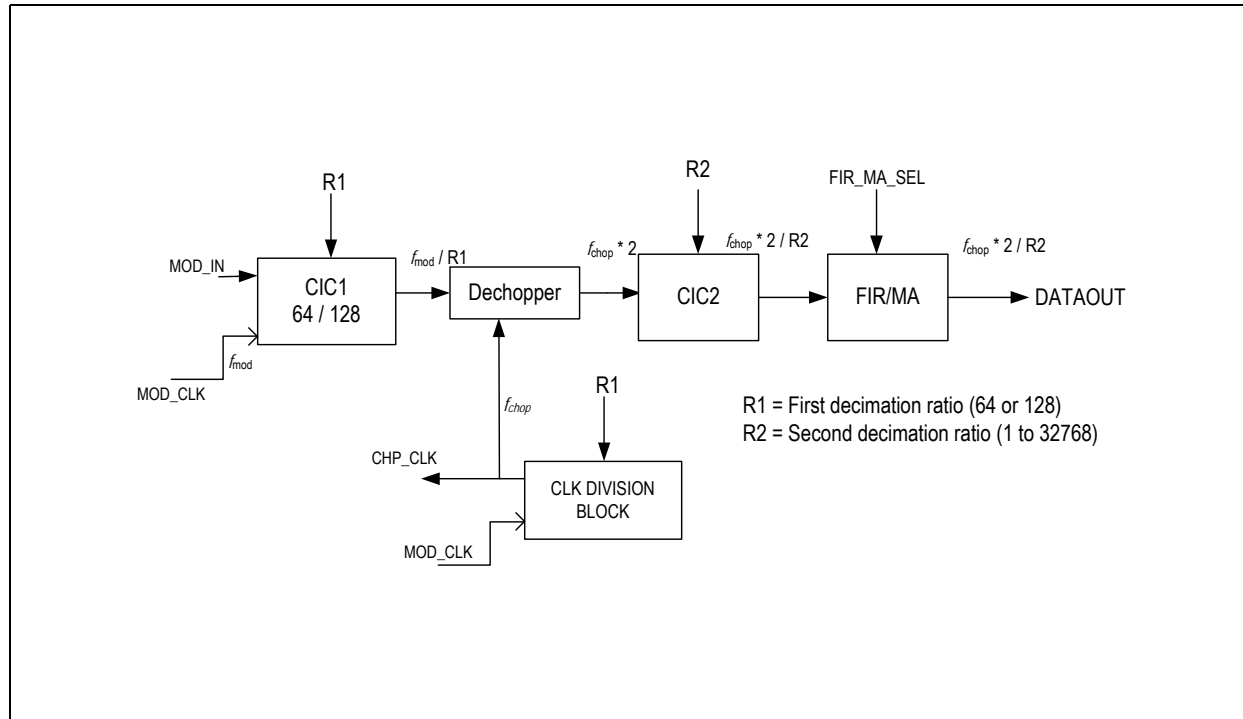 R1
R2
FIR_MA_SEL
MOD_IN
CIC1
64 / 128
fmod / R1
Dechopper
fchop * 2
CIC2
fchop * 2 / R2
FIR/MA
fchop * 2 / R2
DATAOUT
fmod
MOD_CLK
fchop
R1
R1 = First decimation ratio (64 or 128)
R2 = Second decimation ratio (1 to 32768)
CHP_CLK
CLK DIVISION
BLOCK
MOD_CLK